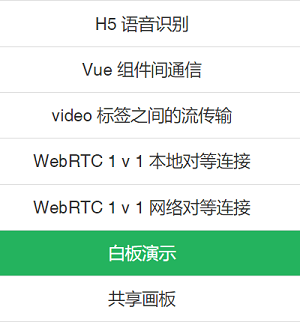 H5 语音识别
Vue 组件间通信
video 标签之间的流传输
WebRTC 1 v 1 本地对等连接
WebRTC 1 v 1 网络对等连接
白板演示
共享画板